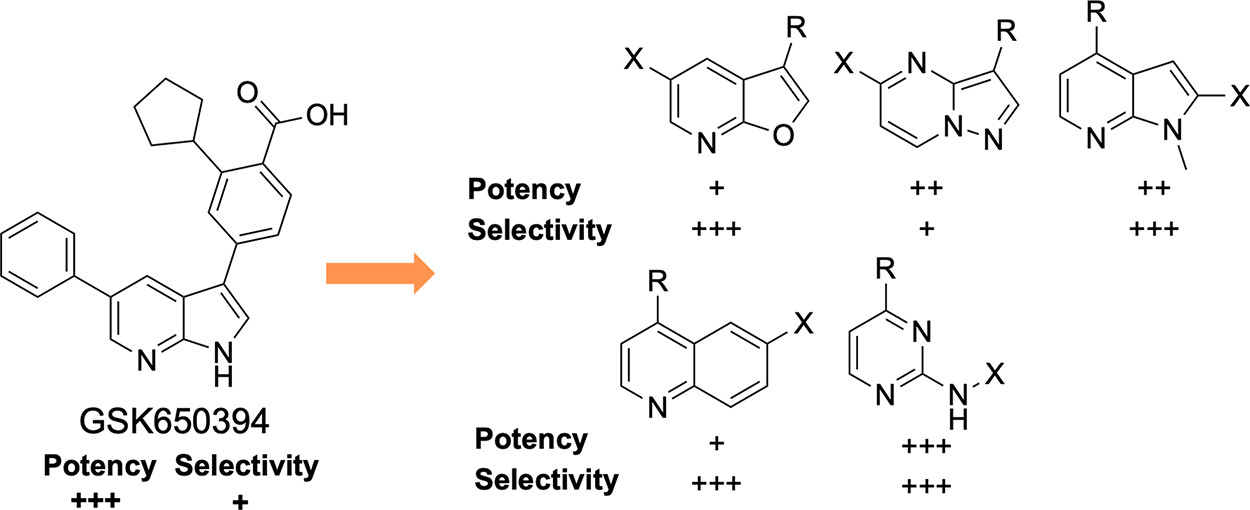 R
X
N
O
R
X
N
N
N
R
X
N
N
Potency + ++ ++
Selectivity +++ + +++
O
OH
N
N
H
GSK650394
Potency Selectivity
+++ +
R
X
N
R
N
N
N
H
X
Potency + +++
Selectivity +++ +++